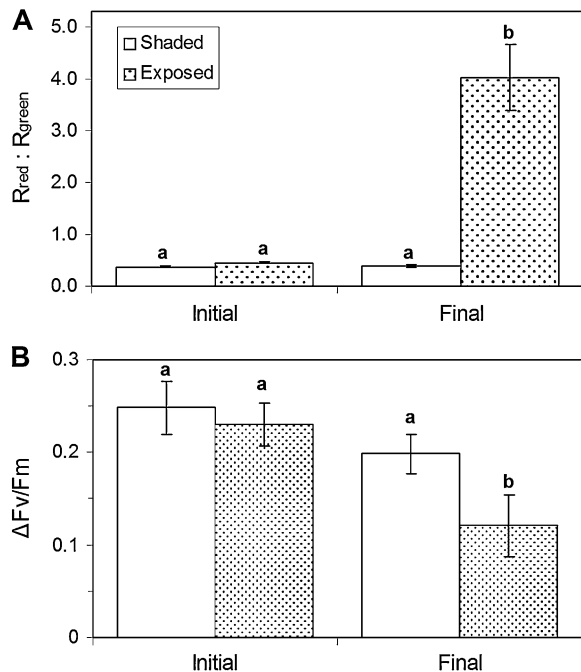 A
5.0
4.0
3.0
2.0
1.0
0.0
Rred : Rgreen
Shaded
Exposed
a
a
a
b
Initial
Final
B
0.3
0.2
0.1
0
ΔFv/Fm
a
a
a
b
Initial
Final